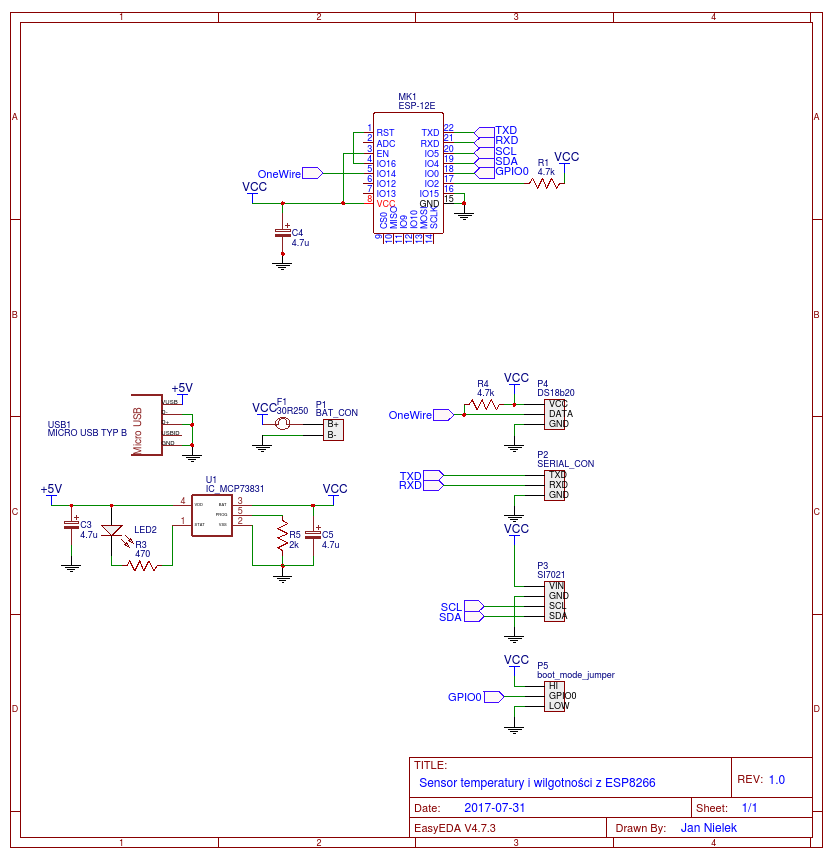 1 2 3 4
A A
MK1
ESP-12E
1 RST TXD 22 TXD
2 ADC RXD 21 RXD
3 EN IO5 20 SCL
4 IO16 IO4 19 SDA
OneWire 5 IO14 IO0 18 GPIO0
6 IO12 IO2 17
7 IO13 IO15 16
8 VCC GND 15
R1
4.7k
VCC
VCC
CS0 MISO IO9 IO10 MOSI SCLK
9 10 11 12 13 14
C4
4.7u
B B
+5V
USB1
MICRO USB TYP B
Micro USB
VUSB
D-
D+
USBID
GND
VCC
F1
30R250
P1
BAT_CON
B+
B-
VCC
R4
4.7k
P4
DS18b20
VCC
OneWire DATA
GND
P2
SERIAL_CON
TXD TXD
RXD RXD
GND
C C
+5V
U1
IC_MCP73831
VCC
4 VDD BAT 3
PROG 5
1 STAT VSS 2
C3
4.7u
LED2
R3
470
R5
2k
C5
4.7u
VCC
P3
SI7021
VIN
GND
SCL SCL
SDA SDA
VCC
P5
boot_mode_jumper
HI
GPIO0 GPIO0
LOW
D D
TITLE:
Sensor temperatury i wilgotności z ESP8266
REV: 1.0
Date: 2017-07-31
Sheet: 1/1
EasyEDA V4.7.3
Drawn By: Jan Nielek
1 2 3 4